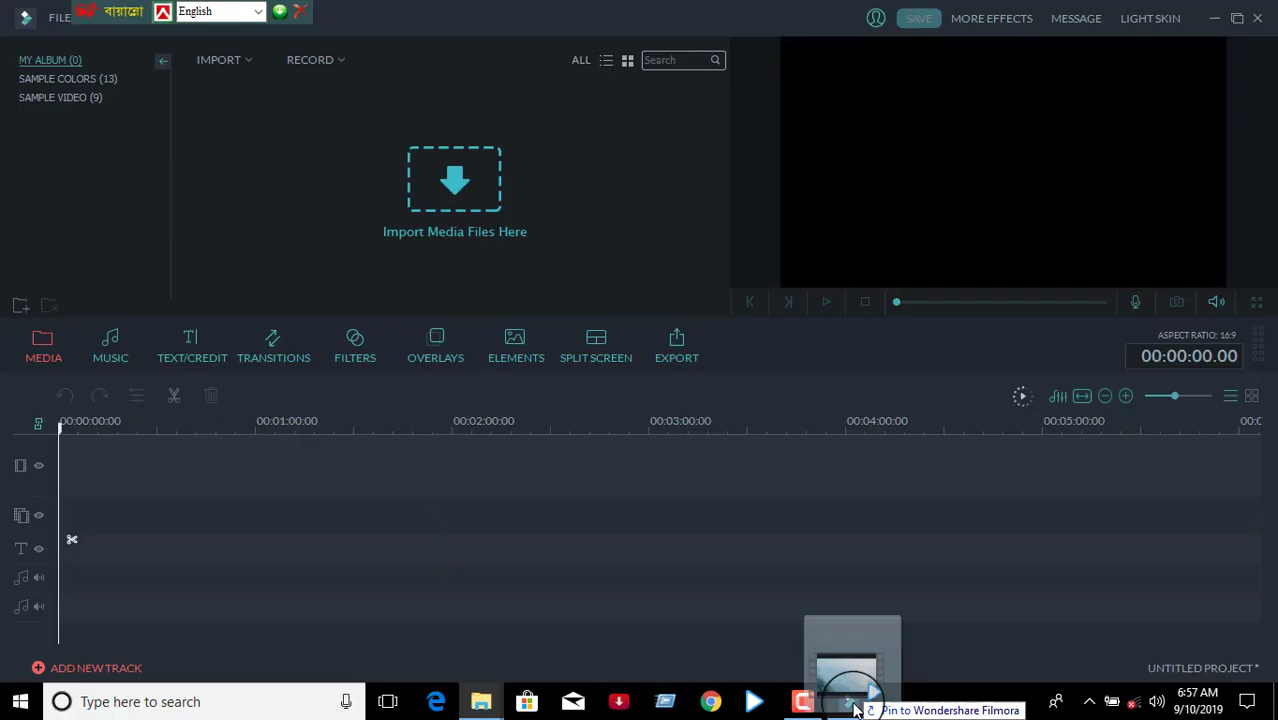 FILE
বায়ান্নো
English
SAVE
MORE EFFECTS
MESSAGE
LIGHT SKIN
MY ALBUM (0)
SAMPLE COLORS (13)
SAMPLE VIDEO (9)
IMPORT
RECORD
ALL
Search
Import Media Files Here
MEDIA
MUSIC
TEXT/CREDIT
TRANSITIONS
FILTERS
OVERLAYS
ELEMENTS
SPLIT SCREEN
EXPORT
ASPECT RATIO: 16:9
00:00:00.00
00:00:00:00
00:01:00:00
00:02:00:00
00:03:00:00
00:04:00:00
00:05:00:00
ADD NEW TRACK
UNTITLED PROJECT *
Type here to search
Pin to Wondershare Filmora
6:57 AM
9/10/2019